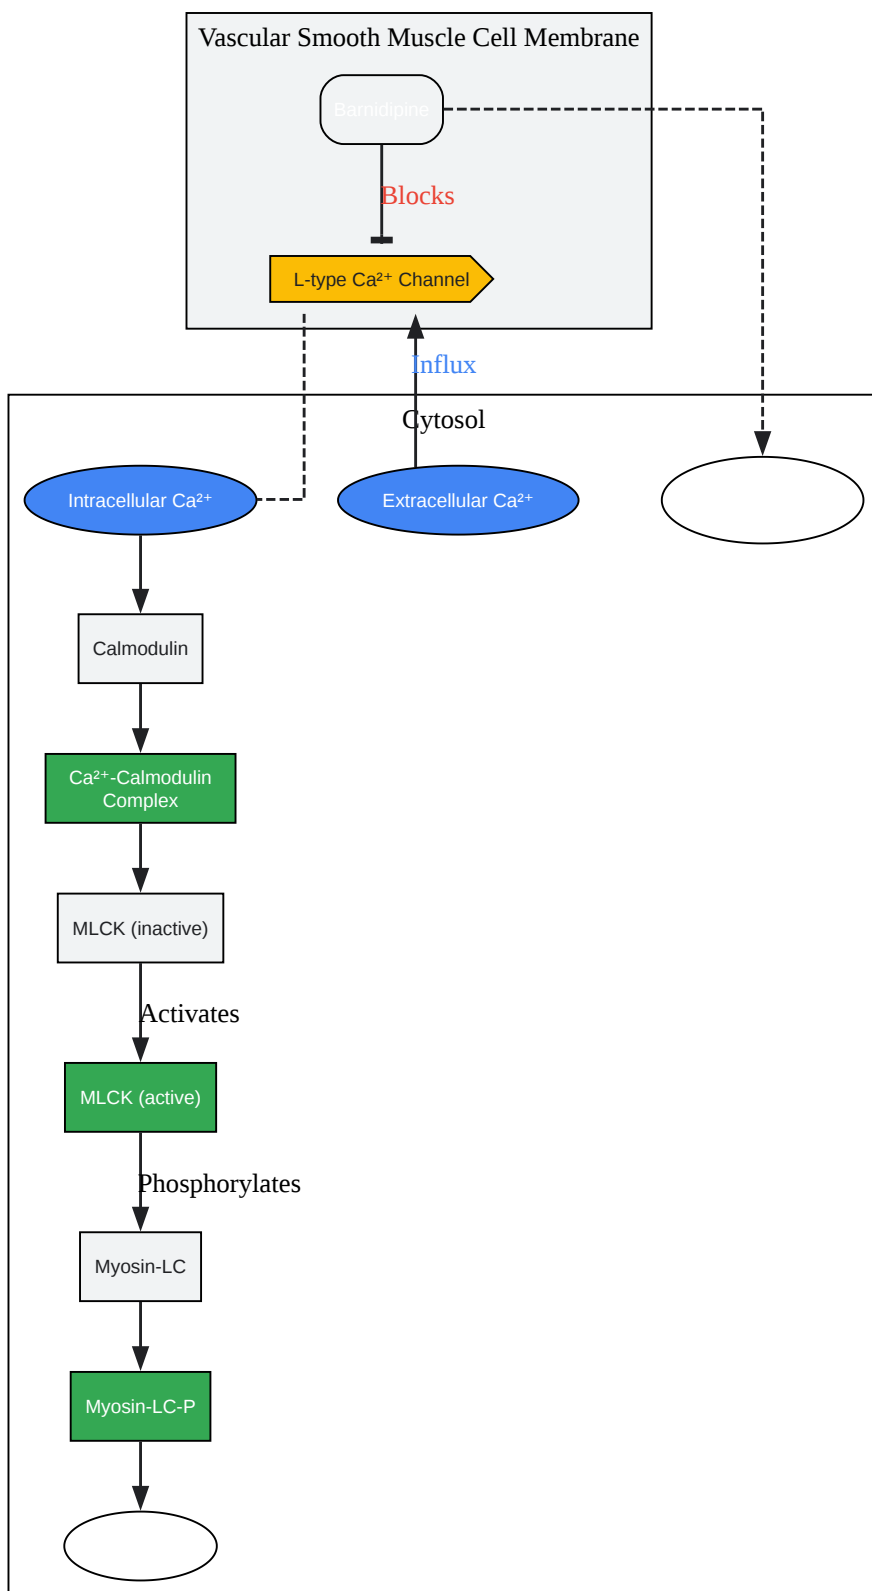 Vascular Smooth Muscle Cell Membrane
Barnidipine
Blocks
L-type Ca²⁺ Channel
Influx
Cytosol
Intracellular Ca²⁺
Extracellular Ca²⁺
Calmodulin
Ca²⁺-Calmodulin
Complex
MLCK (inactive)
Activates
MLCK (active)
Phosphorylates
Myosin-LC
Myosin-LC-P